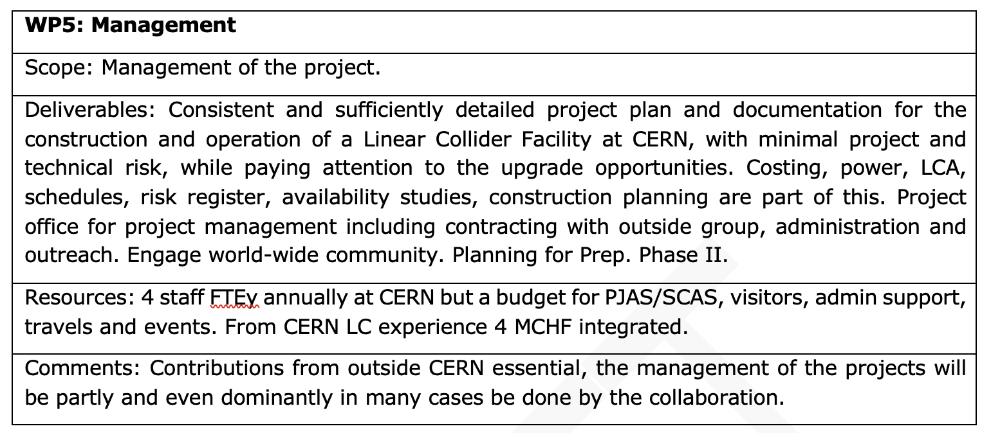 WP5: Management
Scope: Management of the project.
Deliverables: Consistent and sufficiently detailed project plan and documentation for the
construction and operation of a Linear Collider Facility at CERN, with minimal project and
technical risk, while paying attention to the upgrade opportunities. Costing, power, LCA,
schedules, risk register, availability studies, construction planning are part of this. Project
office for project management including contracting with outside group, administration and
outreach. Engage world-wide community. Planning for Prep. Phase II.
Resources: 4 staff FTEy annually at CERN but a budget for PJAS/SCAS, visitors, admin support,
travels and events. From CERN LC experience 4 MCHF integrated.
Comments: Contributions from outside CERN essential, the management of the projects will
be partly and even dominantly in many cases be done by the collaboration.